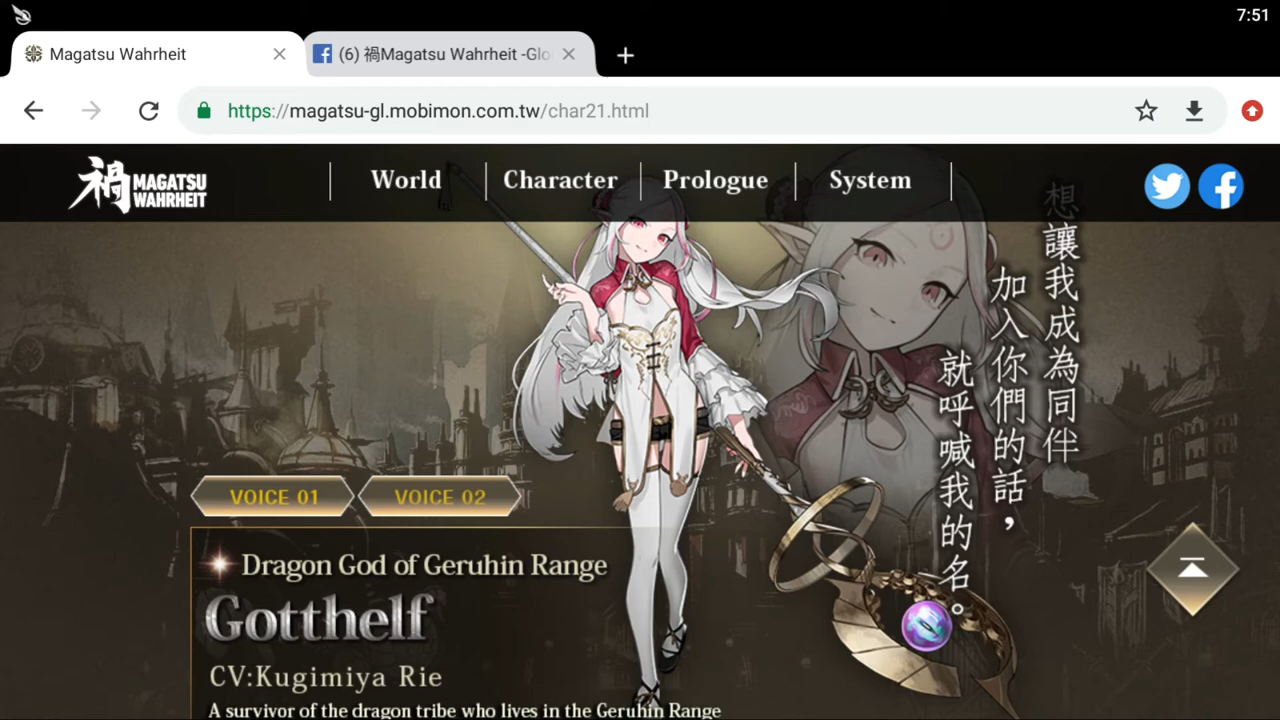 7:51
Magatsu Wahrheit
(6) 禍Magatsu Wahrheit -Glo
https://magatsu-gl.mobimon.com.tw/char21.html
禍 MAGATSU
WAHRHEIT
World
Character
Prologue
System
想讓我成為同伴
加入你們的話，
就呼喊我的名。
VOICE 01
VOICE 02
Dragon God of Geruhin Range
Gotthelf
CV:Kugimiya Rie
A survivor of the dragon tribe who lives in the Geruhin Range